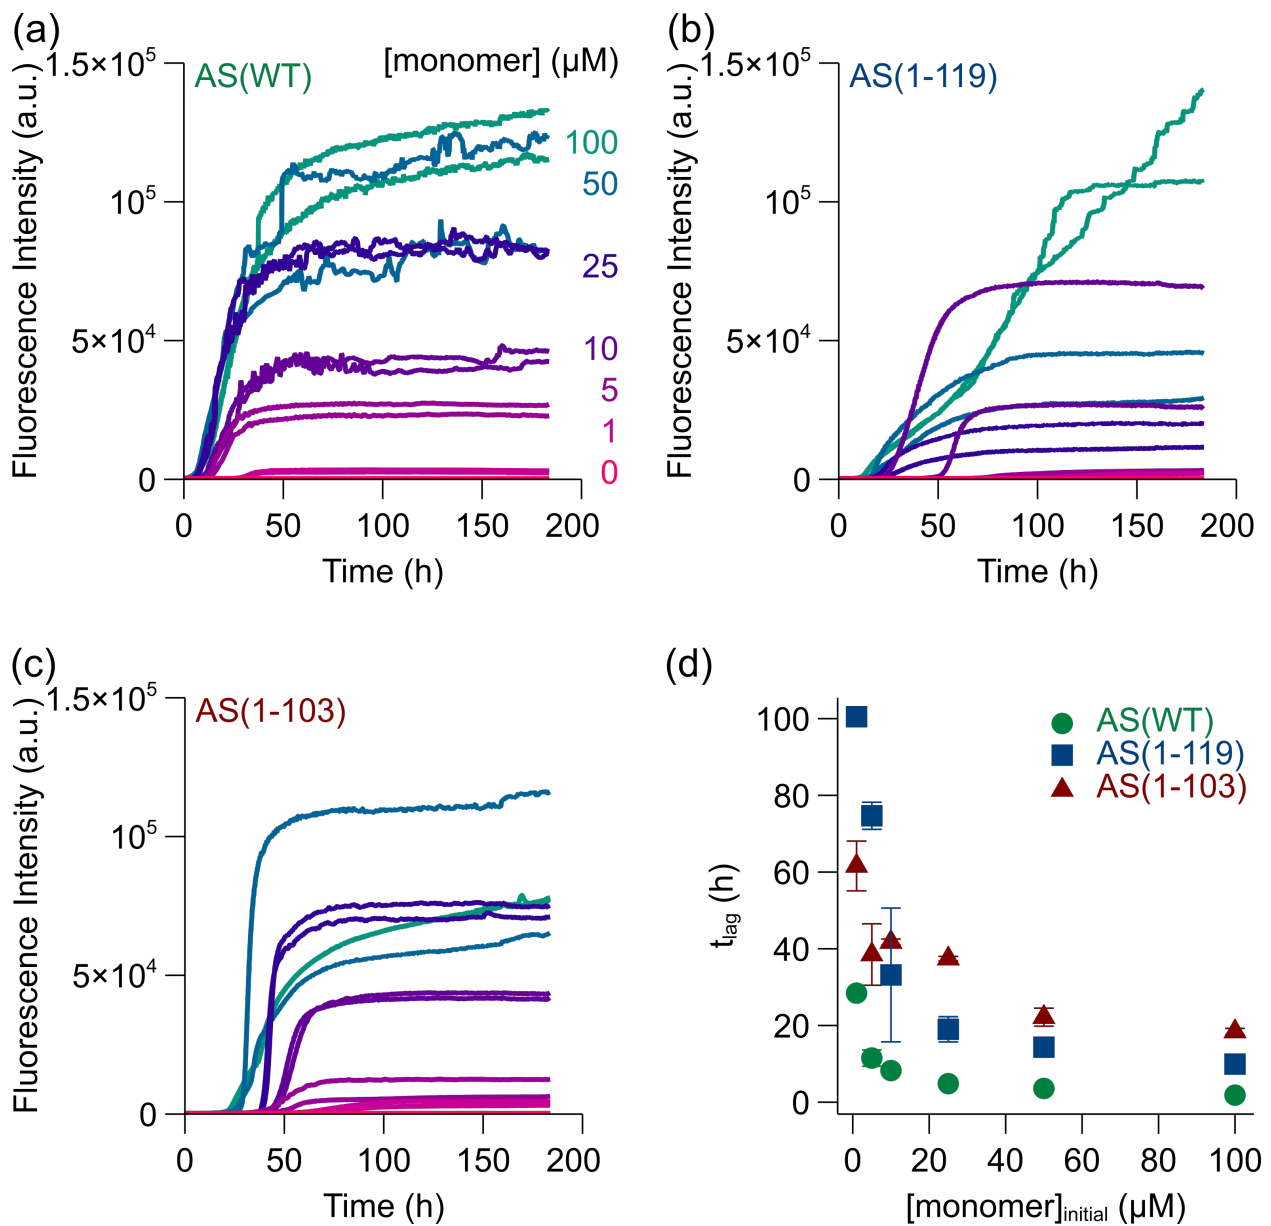 (a)
AS(WT)
[monomer] (µM)
1.5×10⁵
10⁵
5×10⁴
0
Fluorescence Intensity (a.u.)
100
50
25
10
5
1
0
0 50 100 150 200
Time (h)
(b)
AS(1-119)
1.5×10⁵
10⁵
5×10⁴
0
Fluorescence Intensity (a.u.)
0 50 100 150 200
Time (h)
(c)
AS(1-103)
1.5×10⁵
10⁵
5×10⁴
0
Fluorescence Intensity (a.u.)
0 50 100 150 200
Time (h)
(d)
AS(WT)
AS(1-119)
AS(1-103)
100
80
60
40
20
0
t_lag (h)
0 20 40 60 80 100
[monomer]_initial (µM)